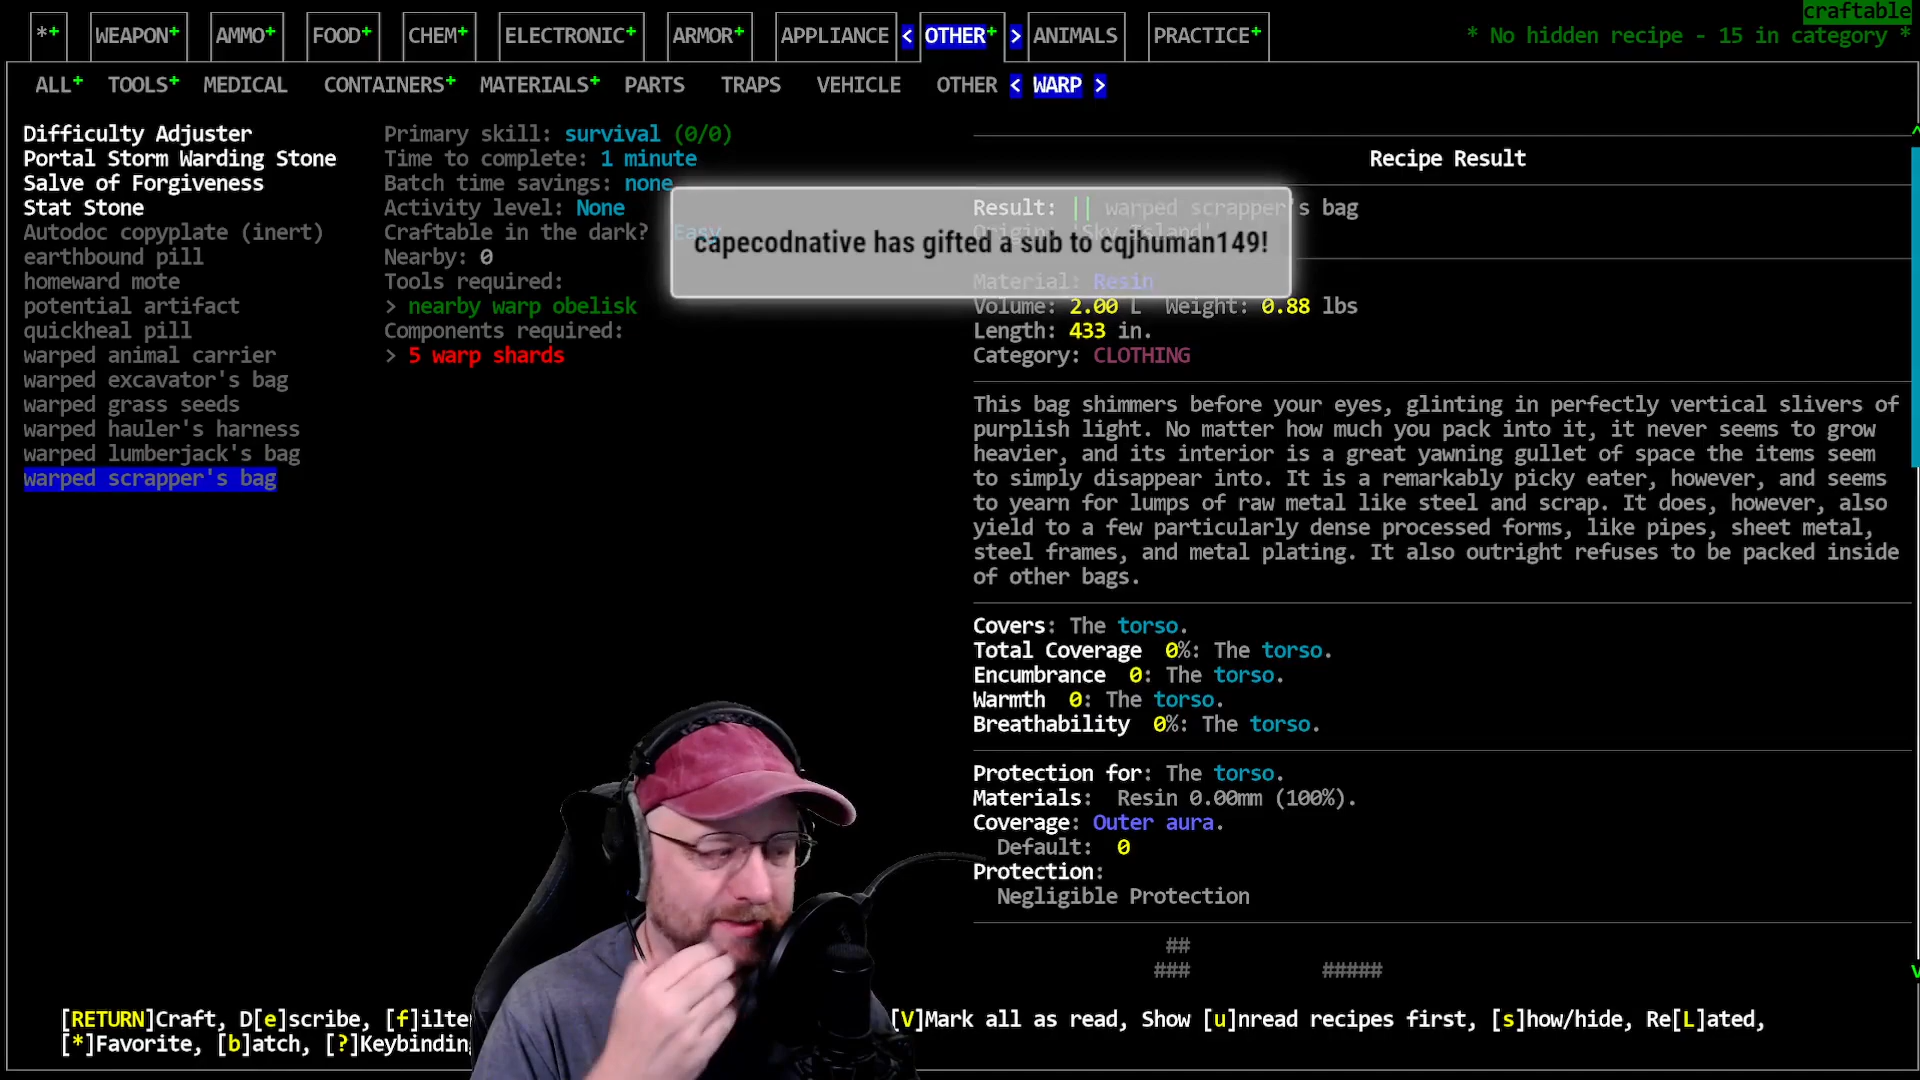 craftable
*+ WEAPON+ AMMO+ FOOD+ CHEM+ ELECTRONIC+ ARMOR+ APPLIANCE < OTHER+ > ANIMALS PRACTICE+ * No hidden recipe - 15 in category *
ALL+ TOOLS+ MEDICAL CONTAINERS+ MATERIALS+ PARTS TRAPS VEHICLE OTHER < WARP >
Difficulty Adjuster
Portal Storm Warding Stone
Salve of Forgiveness
Stat Stone
Autodoc copyplate (inert)
earthbound pill
homeward mote
potential artifact
quickheal pill
warped animal carrier
warped excavator's bag
warped grass seeds
warped hauler's harness
warped lumberjack's bag
warped scrapper's bag
Primary skill: survival (0/0)
Time to complete: 1 minute
Batch time savings: none
Activity level: None
Craftable in the dark? Easy
Nearby: 0
Tools required:
> nearby warp obelisk
Components required:
> 5 warp shards
capecodnative has gifted a sub to cqjhuman149!
Recipe Result
Result: || warped scrapper's bag
Origin: 'Sky Island'
Material: Resin
Volume: 2.00 L Weight: 0.88 lbs
Length: 433 in.
Category: CLOTHING
This bag shimmers before your eyes, glinting in perfectly vertical slivers of
purplish light. No matter how much you pack into it, it never seems to grow
heavier, and its interior is a great yawning gullet of space the items seem
to simply disappear into. It is a remarkably picky eater, however, and seems
to yearn for lumps of raw metal like steel and scrap. It does, however, also
yield to a few particularly dense processed forms, like pipes, sheet metal,
steel frames, and metal plating. It also outright refuses to be packed inside
of other bags.
Covers: The torso.
Total Coverage 0%: The torso.
Encumbrance 0: The torso.
Warmth 0: The torso.
Breathability 0%: The torso.
Protection for: The torso.
Materials: Resin 0.00mm (100%).
Coverage: Outer aura.
Default: 0
Protection:
Negligible Protection
##
### #####
[RETURN]Craft, D[e]scribe, [f]ilte [V]Mark all as read, Show [u]nread recipes first, [s]how/hide, Re[L]ated,
[*]Favorite, [b]atch, [?]Keybindin